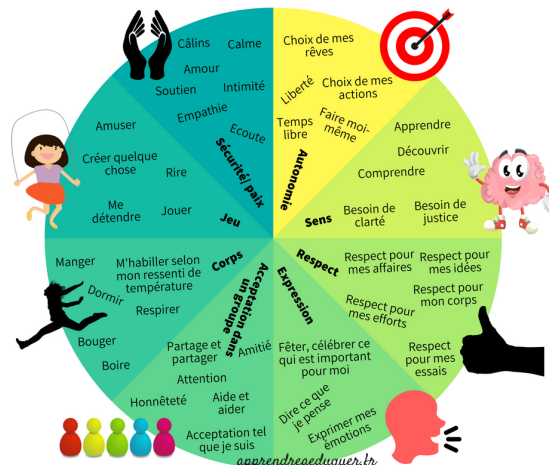 Câlins
Calme
Amour
Soutien
Intimité
Empathie
Ecoute
Sécurité/ paix
Choix de mes
rêves
Liberté
Choix de mes
actions
Temps
libre
Faire moi-
même
Autonomie
Apprendre
Découvrir
Comprendre
Besoin de
clarté
Besoin de
justice
Sens
Respect
Respect pour
mes affaires
Respect pour
mes idées
Respect pour
mon corps
Respect pour
mes efforts
Respect
pour mes
essais
Expression
Fêter, célébrer ce
qui est important
pour moi
Dire ce que
je pense
Exprimer mes
émotions
Acceptation dans
un groupe
Amitié
Partage et
partager
Attention
Honnêteté
Aide et
aider
Acceptation tel
que je suis
Corps
Manger
M'habiller selon
mon ressenti de
température
Dormir
Respirer
Bouger
Boire
Jeu
Amuser
Créer quelque
chose
Rire
Me
détendre
Jouer
apprendreaeduquer.fr